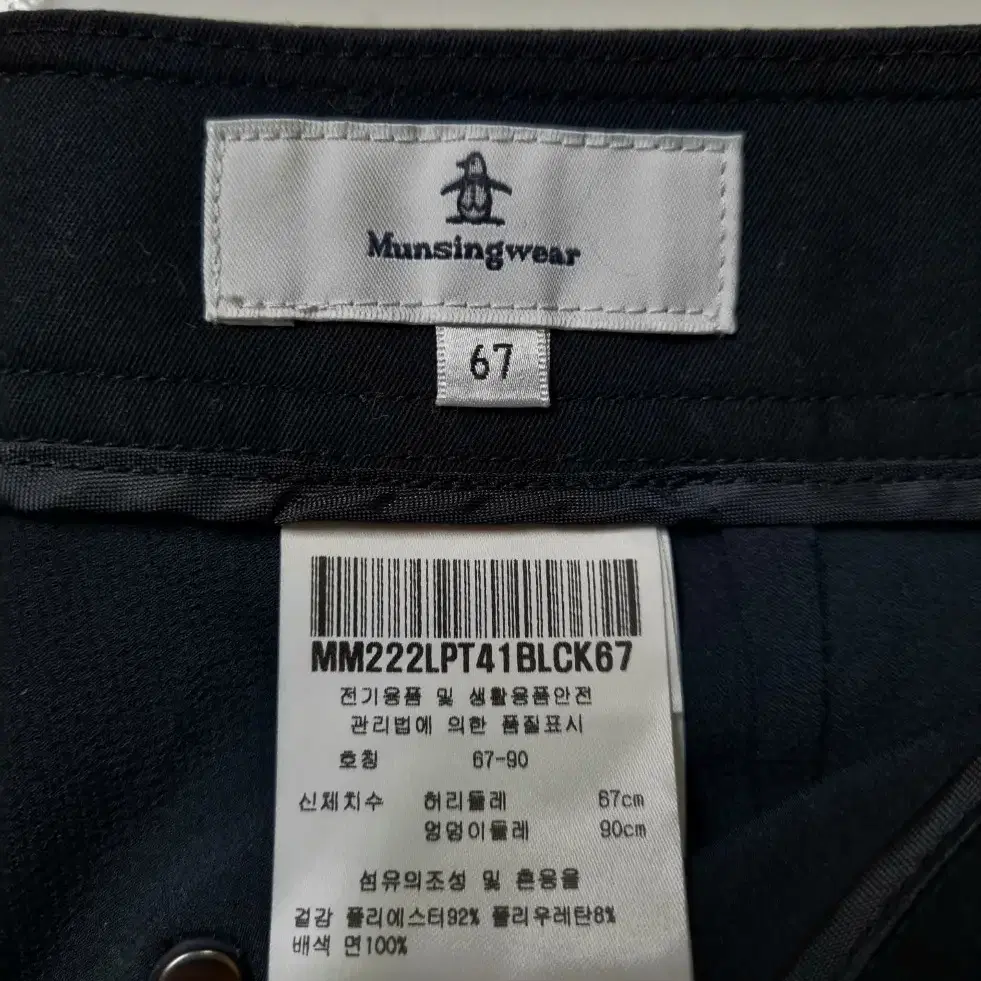 Munsingwear
67
MM222LPT41BLCK67
전기용품 및 생활용품안전
관리법에 의한 품질표시
호칭 67-90
신체치수 허리둘레 67cm
엉덩이둘레 90cm
섬유의조성 및 혼용율
겉감 폴리에스터92% 폴리우레탄8%
배색 면100%